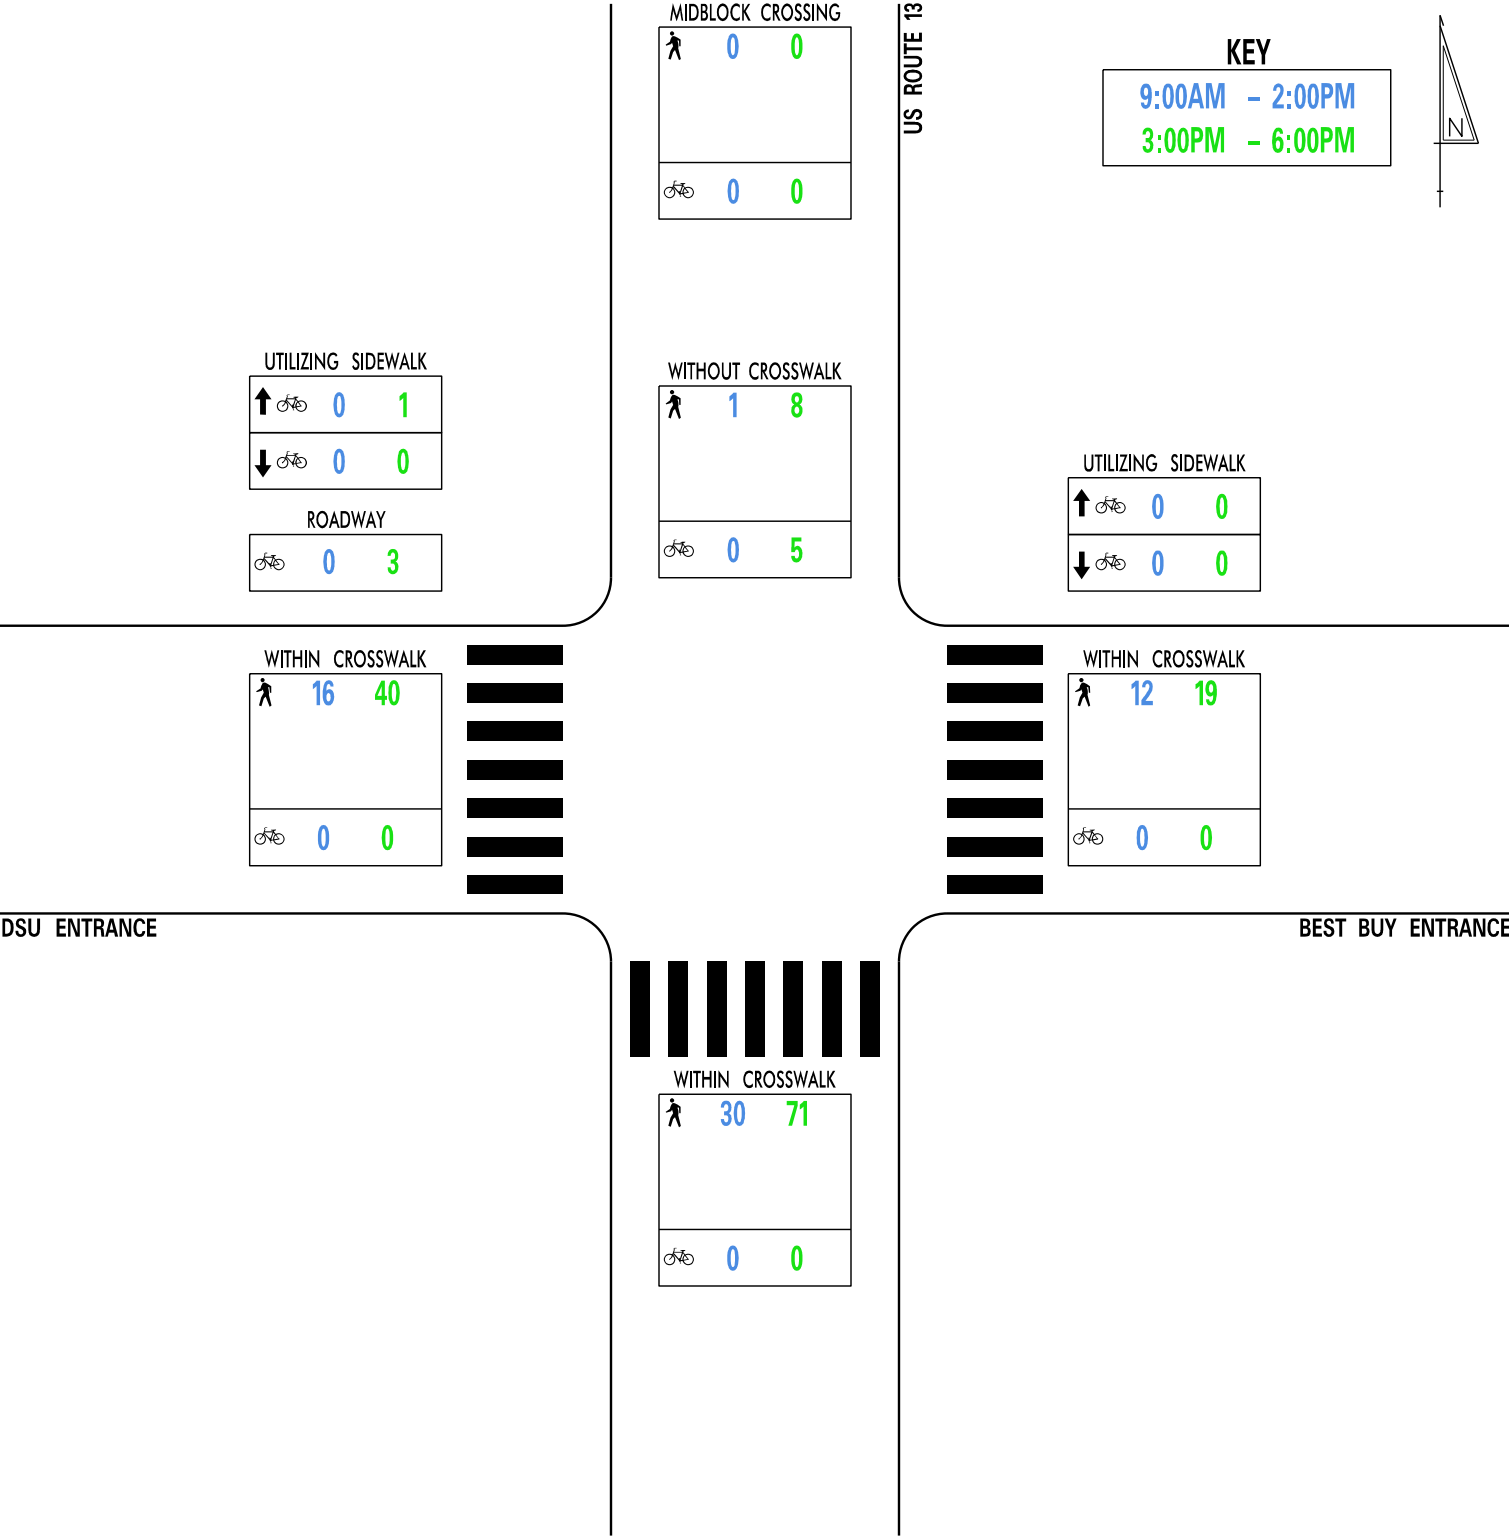 MIDBLOCK CROSSING
0 0
0 0
US ROUTE 13
KEY
9:00AM – 2:00PM
3:00PM – 6:00PM
N
UTILIZING SIDEWALK
0 1
0 0
ROADWAY
0 3
WITHOUT CROSSWALK
1 8
0 5
UTILIZING SIDEWALK
0 0
0 0
WITHIN CROSSWALK
16 40
0 0
WITHIN CROSSWALK
12 19
0 0
DSU ENTRANCE
BEST BUY ENTRANCE
WITHIN CROSSWALK
30 71
0 0